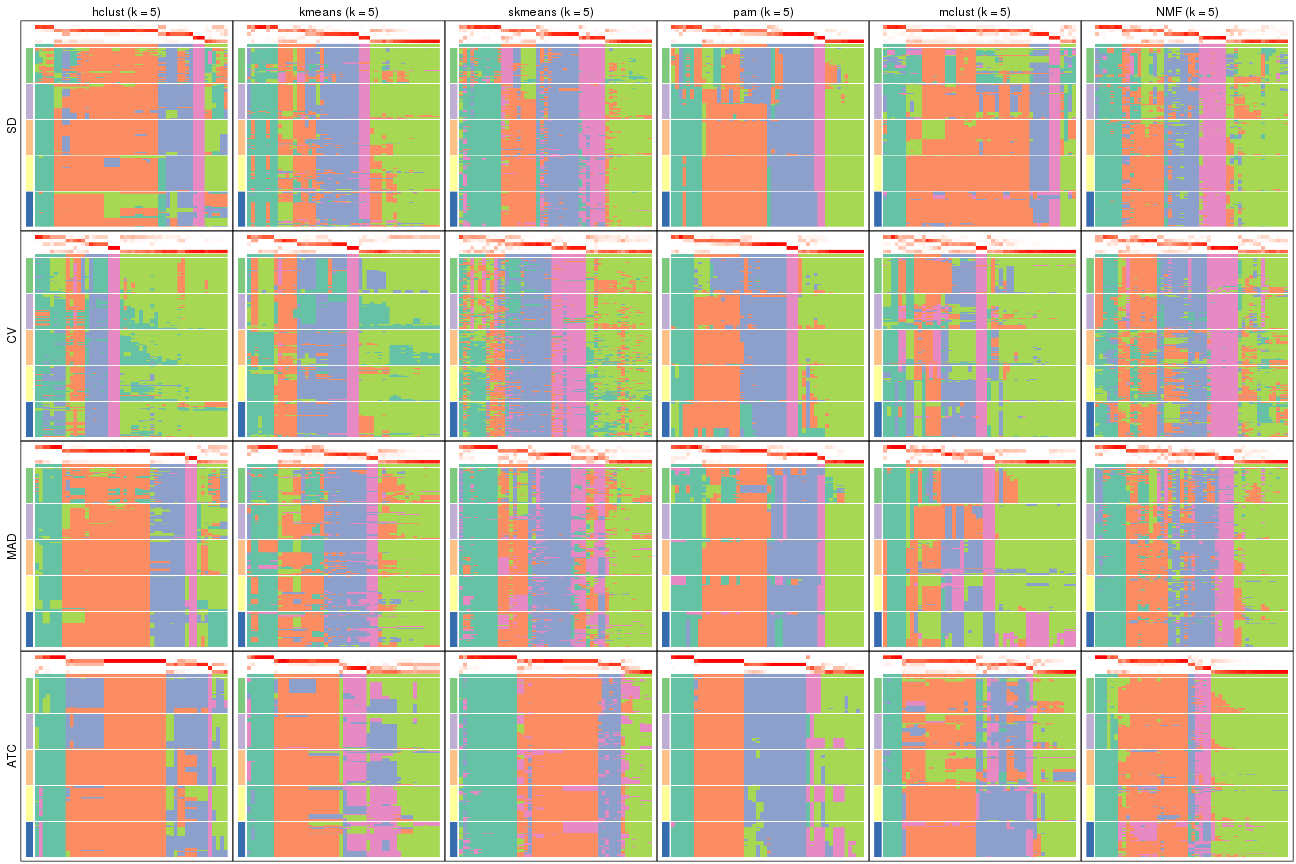 hclust (k = 5) kmeans (k = 5) skmeans (k = 5) pam (k = 5) mclust (k = 5) NMF (k = 5)
SD
CV
MAD
ATC